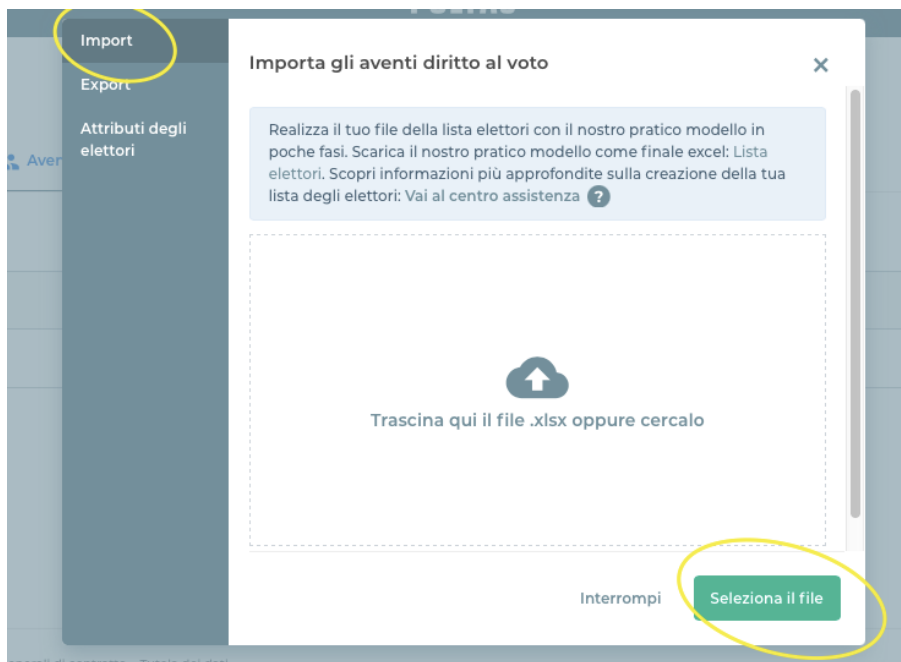 Import
Export
Attributi degli
elettori
Aven
Importa gli aventi diritto al voto
Realizza il tuo file della lista elettori con il nostro pratico modello in
poche fasi. Scarica il nostro pratico modello come finale excel: Lista
elettori. Scopri informazioni più approfondite sulla creazione della tua
lista degli elettori: Vai al centro assistenza ?
Trascina qui il file .xlsx oppure cercalo
Interrompi
Seleziona il file